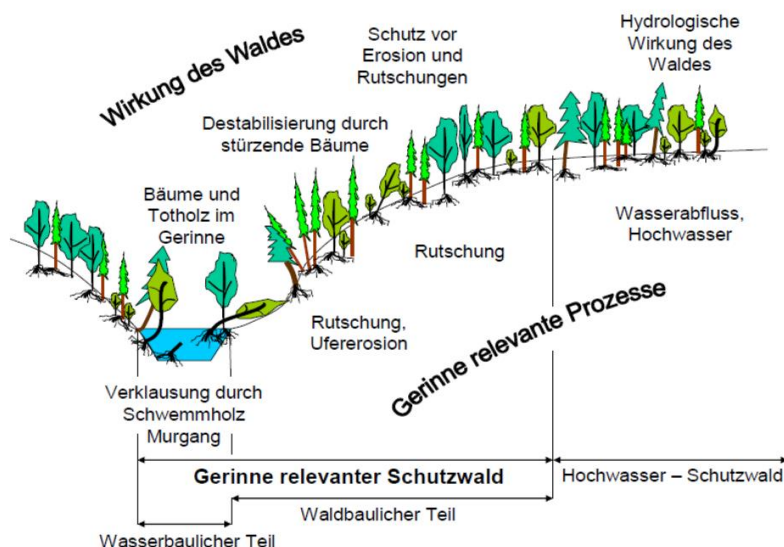 Wirkung des Waldes
Schutz vor
Erosion und
Rutschungen
Hydrologische
Wirkung des
Waldes
Destabilisierung durch
stürzende Bäume
Bäume und
Totholz im
Gerinne
Wasserabfluss,
Hochwasser
Rutschung
Rutschung,
Ufererosion
Gerinne relevante Prozesse
Verklausung durch
Schwemmholz
Murgang
Gerinne relevanter Schutzwald
Hochwasser – Schutzwald
Waldbaulicher Teil
Wasserbaulicher Teil